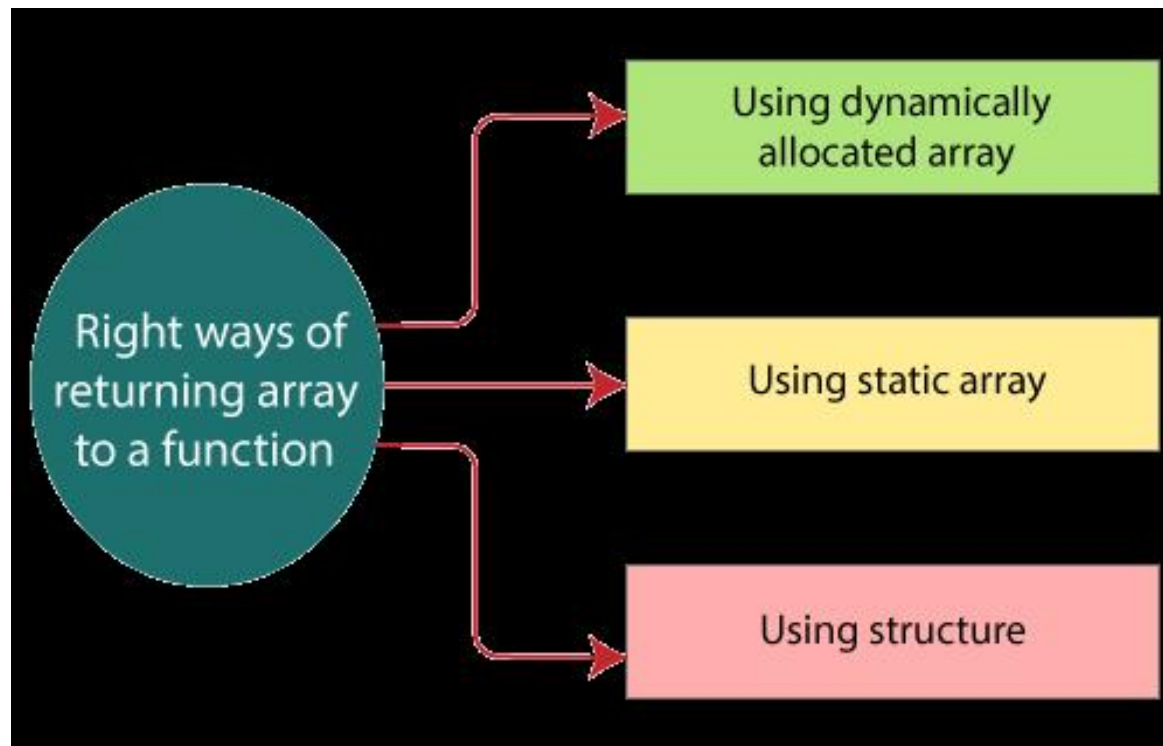 Right ways of
returning array
to a function
Using dynamically
allocated array
Using static array
Using structure